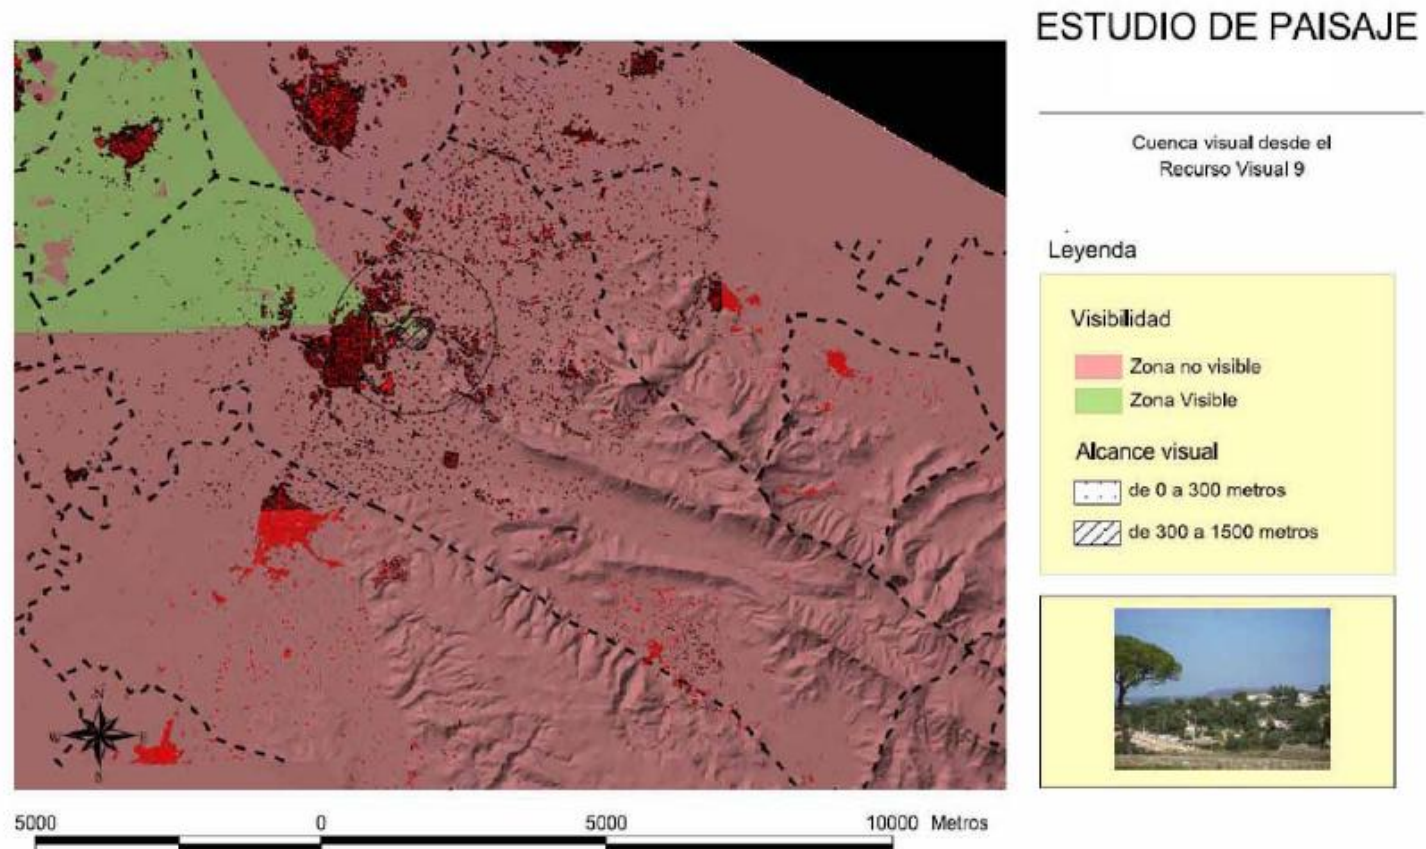 ESTUDIO DE PAISAJE
Cuenca visual desde el
Recurso Visual 9
Leyenda
Visibilidad
Zona no visible
Zona Visible
Alcance visual
de 0 a 300 metros
de 300 a 1500 metros
N
W
E
S
5000 0 5000 10000 Metros